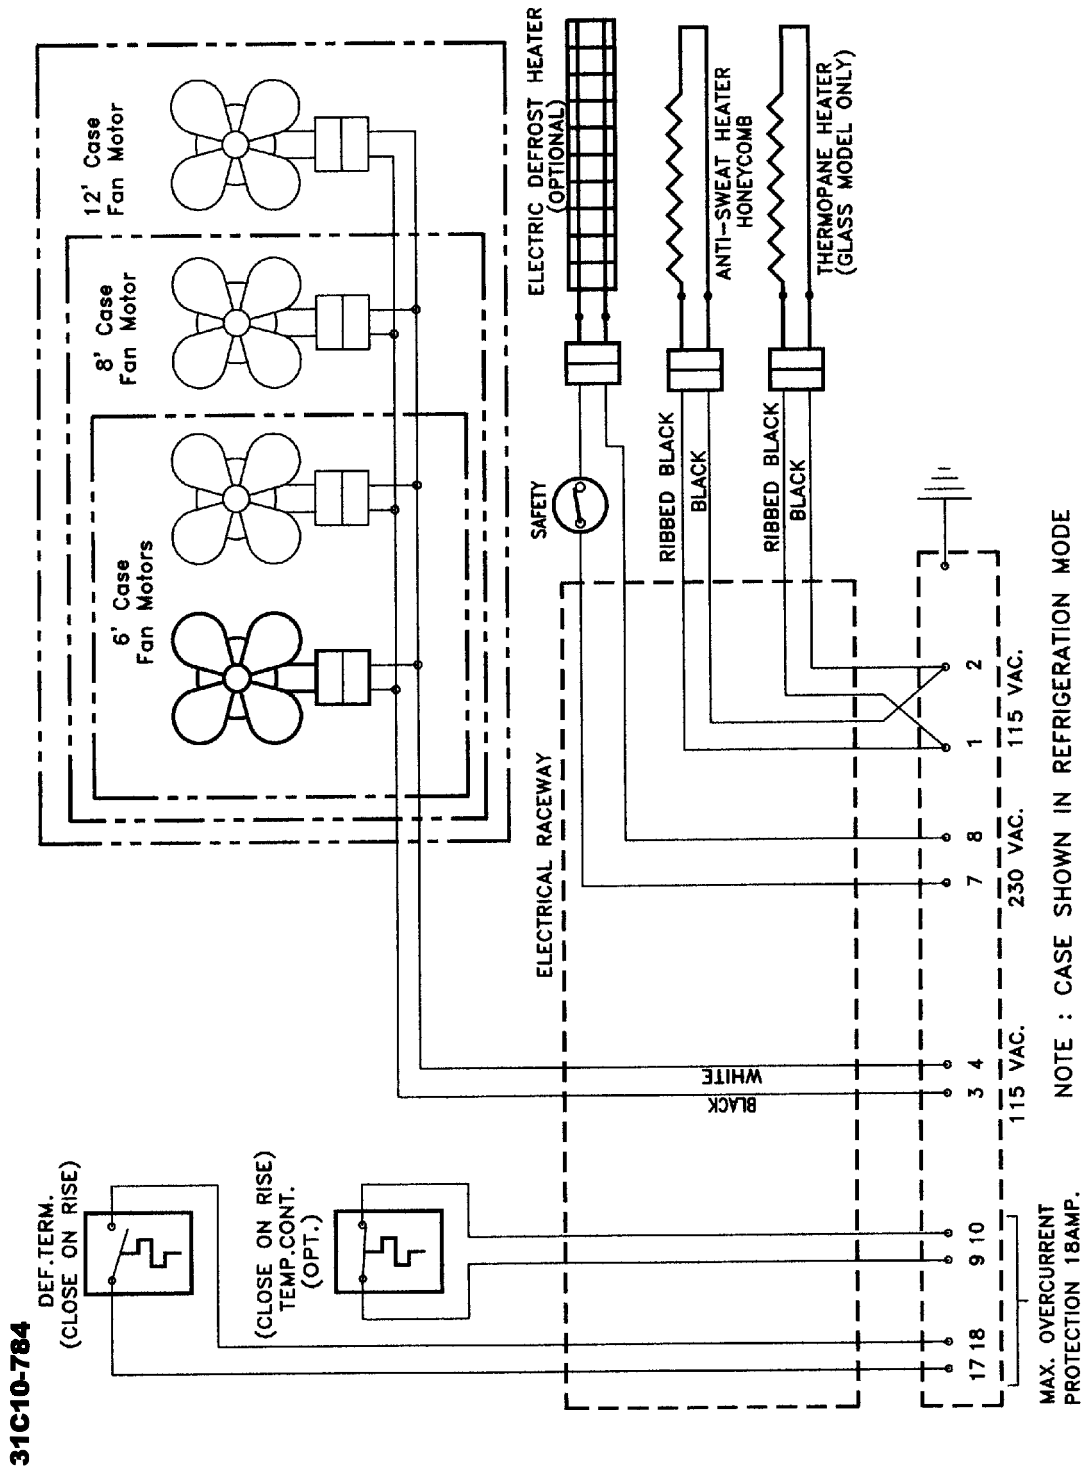 31C10-784
DEF.TERM.
(CLOSE ON RISE)
(CLOSE ON RISE)
TEMP.CONT.
(OPT.)
12' Case
Fan Motor
8' Case
Fan Motor
6' Case
Fan Motors
ELECTRIC DEFROST HEATER
(OPTIONAL)
SAFETY
ANTI-SWEAT HEATER
HONEYCOMB
THERMOPANE HEATER
(GLASS MODEL ONLY)
RIBBED BLACK
BLACK
RIBBED BLACK
BLACK
ELECTRICAL RACEWAY
WHITE
BLACK
17 18 9 10 3 4 7 8 1 2
115 VAC. 230 VAC. 115 VAC.
MAX. OVERCURRENT
PROTECTION 18AMP.
NOTE : CASE SHOWN IN REFRIGERATION MODE